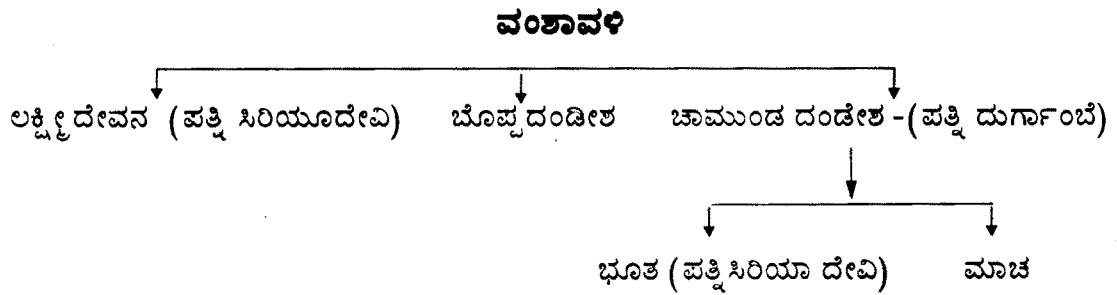 ವಂಶಾವಳಿ
ಲಕ್ಷ್ಮೀದೇವನ (ಪತ್ನಿ ಸಿರಿಯೂದೇವಿ) ಬೊಪ್ಪದಂಡೀಶ ಚಾಮುಂಡ ದಂಡೇಶ -(ಪತ್ನಿ ದುರ್ಗಾಂಬೆ)
ಭೂತ (ಪತ್ನಿ ಸಿರಿಯಾ ದೇವಿ) ಮಾಚ